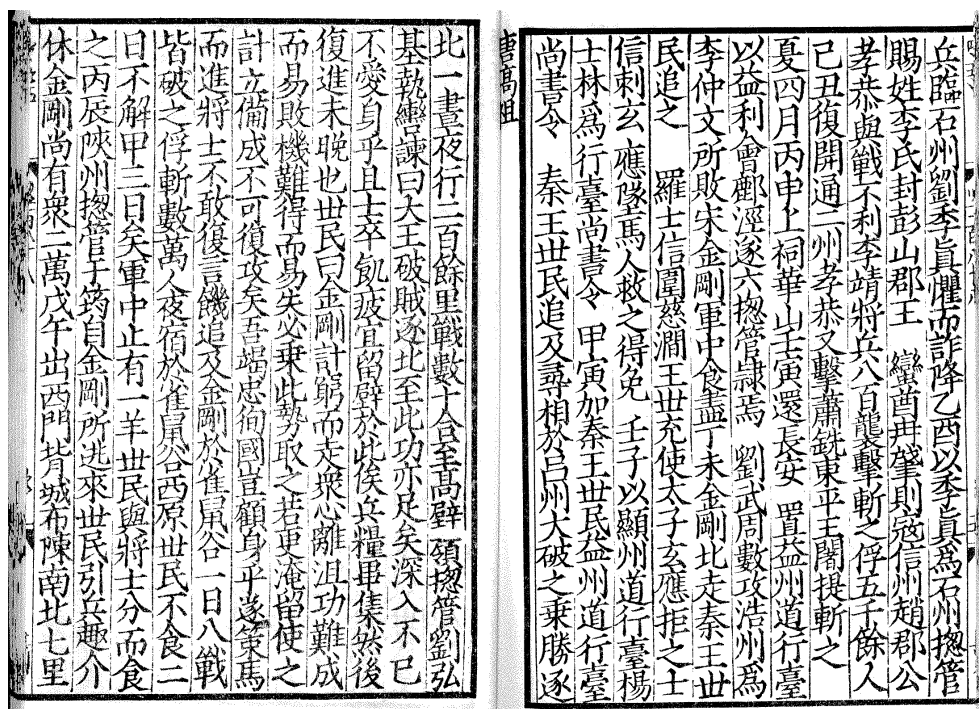 兵臨石州劉季眞懼而詐降乙酉以季眞爲石州揔管
賜姓李氏封彭山郡王　蠻酋冉肇則宼信州趙郡公
孝恭與戰不利李靖將兵八百襲擊斬之俘五千餘人
己丑復開通二州孝恭又擊蕭銑東平王闍提斬之
夏四月丙申上祠華山壬寅還長安　置益州道行臺
以益利會鄜涇遂六揔管隷焉　劉武周數攻浩州爲
李仲文所敗宋金剛軍中食盡丁未金剛北走秦王世
民追之　羅士信圍慈澗王世充使太子玄應拒之士
信刺玄應墜馬人救之得免　壬子以顯州道行臺楊
士林爲行臺尚書令　甲寅加秦王世民益州道行臺
尚書令　秦王世民追及尋相於吕州大破之乗勝逐
唐髙祖
北一晝夜行二百餘里戰數十合至髙壁嶺揔管劉弘
基執轡諫曰大王破賊逐北至此功亦足矣深入不已
不愛身乎且士卒飢疲宜留壁於此俟兵糧畢集然後
復進未晚也世民曰金剛計窮而走衆心離沮功難成
而易敗機難得而易失必乗此勢取之若更淹留使之
計立備成不可復攻矣吾竭忠徇國豈顧身乎遂策馬
而進將士不敢復言饑追及金剛於雀鼠谷一日八戰
皆破之俘斬數萬人夜宿於雀鼠谷西原世民不食二
日不解甲三日矣軍中止有一羊世民與將士分而食
之丙辰陜州揔管于筠自金剛所逃來世民引兵趣介
休金剛尚有衆二萬戊午出西門背城布陳南北七里